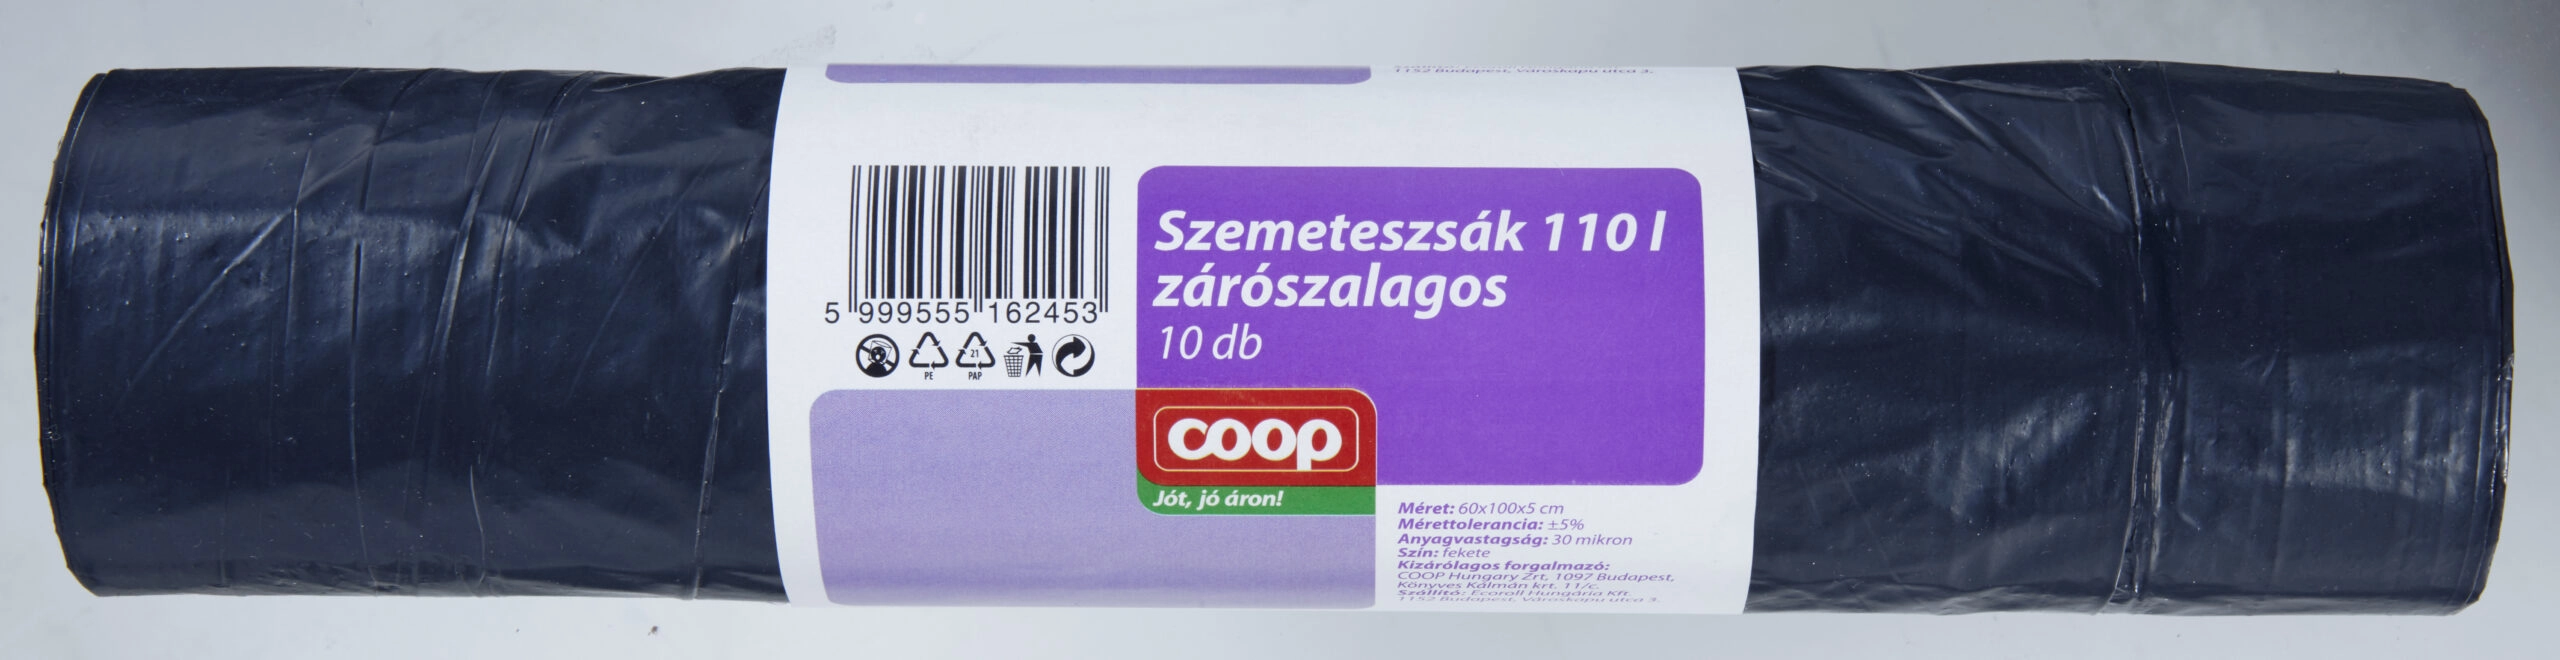 1152 Budapest, Városkapu utca 3.
5 999555 162453
PE
21
PAP
Szemeteszsák 110 l
zárószalagos
10 db
coop
Jót, jó áron!
Méret: 60x100x5 cm
Mérettolerancia: ±5%
Anyagvastagság: 30 mikron
Szín: fekete
Kizárólagos forgalmazó:
COOP Hungary Zrt, 1097 Budapest,
Könyves Kálmán krt. 11/c.
Szállító: Ecoroll Hungária Kft.
1152 Budapest, Városkapu utca 3.